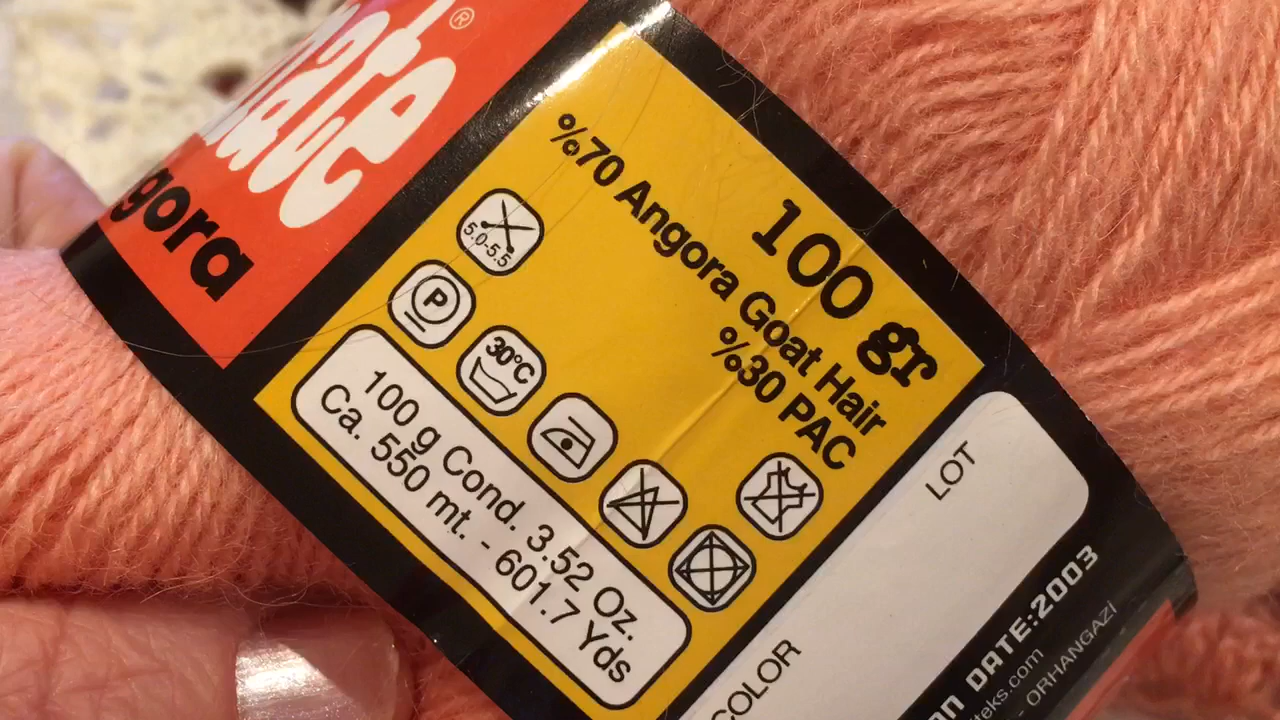 ®
100 gr
%70 Angora Goat Hair
%30 PAC
5.0-5.5
P
30°C
100 g Cond. 3.52 Oz.
Ca. 550 mt. - 601.7 Yds
LOT
COLOR
DATE:2003
- ORHANGAZI